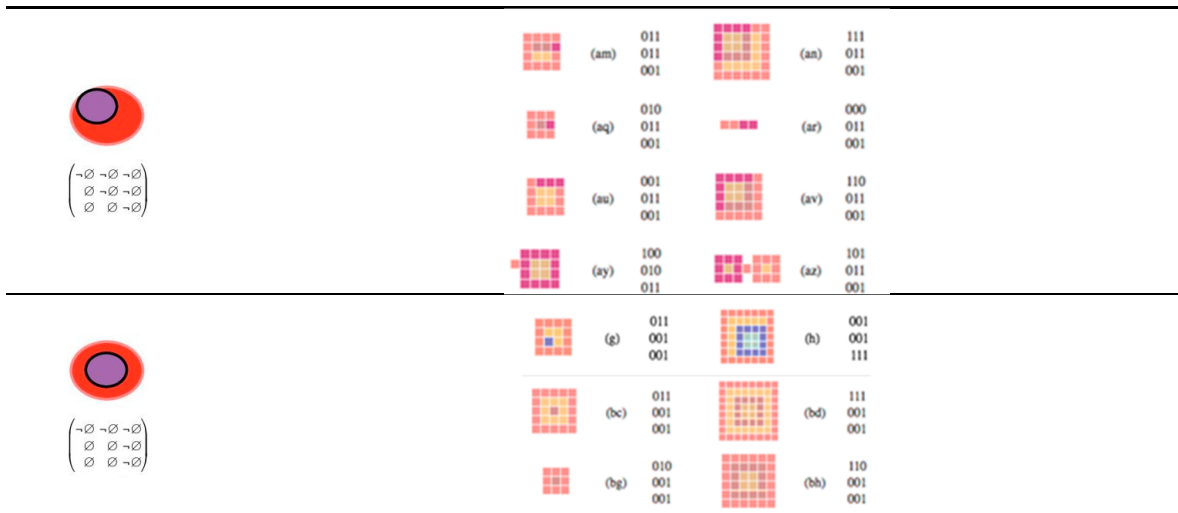 011
(am) 011
001
111
(an) 011
001
010
(aq) 011
001
000
(ar) 011
001
¬∅ ¬∅ ¬∅
∅ ¬∅ ¬∅
∅ ∅ ¬∅
001
(au) 011
001
110
(av) 011
001
100
(ay) 010
011
101
(az) 011
001
011
(g) 001
001
001
(h) 001
111
¬∅ ¬∅ ¬∅
∅ ∅ ¬∅
∅ ∅ ¬∅
011
(bc) 001
001
111
(bd) 001
001
010
(bg) 001
001
110
(bh) 001
001